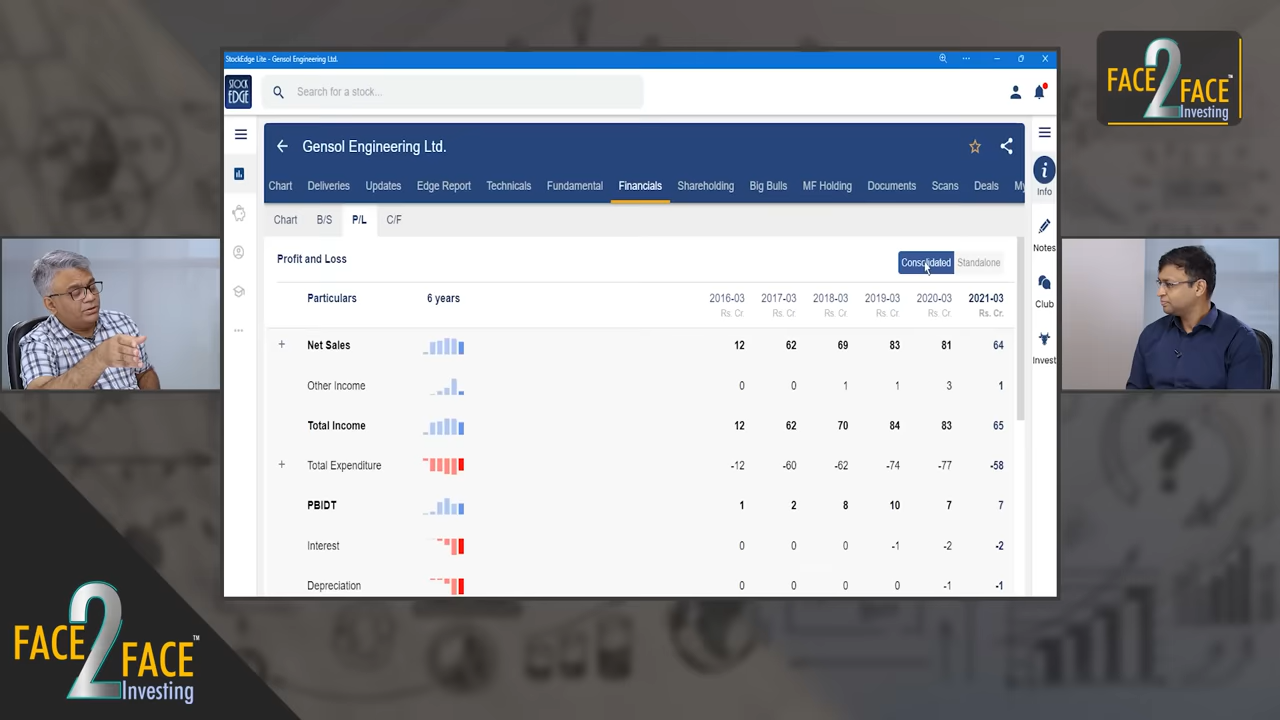 StockEdge Lite - Gensol Engineering Ltd.
STOCK
EDGE
Search for a stock...
FACE 2 FACE™
Investing
Gensol Engineering Ltd.
Chart Deliveries Updates Edge Report Technicals Fundamental Financials Shareholding Big Bulls MF Holding Documents Scans Deals My
Info
Chart B/S P/L C/F
Notes
Profit and Loss Consolidated Standalone
Particulars 6 years 2016-03 2017-03 2018-03 2019-03 2020-03 2021-03
Rs. Cr. Rs. Cr. Rs. Cr. Rs. Cr. Rs. Cr. Rs. Cr.
Club
+ Net Sales 12 62 69 83 81 64
Invest
Other Income 0 0 1 1 3 1
Total Income 12 62 70 84 83 65
+ Total Expenditure -12 -60 -62 -74 -77 -58
PBIDT 1 2 8 10 7 7
Interest 0 0 0 -1 -2 -2
Depreciation 0 0 0 0 -1 -1
FACE 2 FACE™
Investing